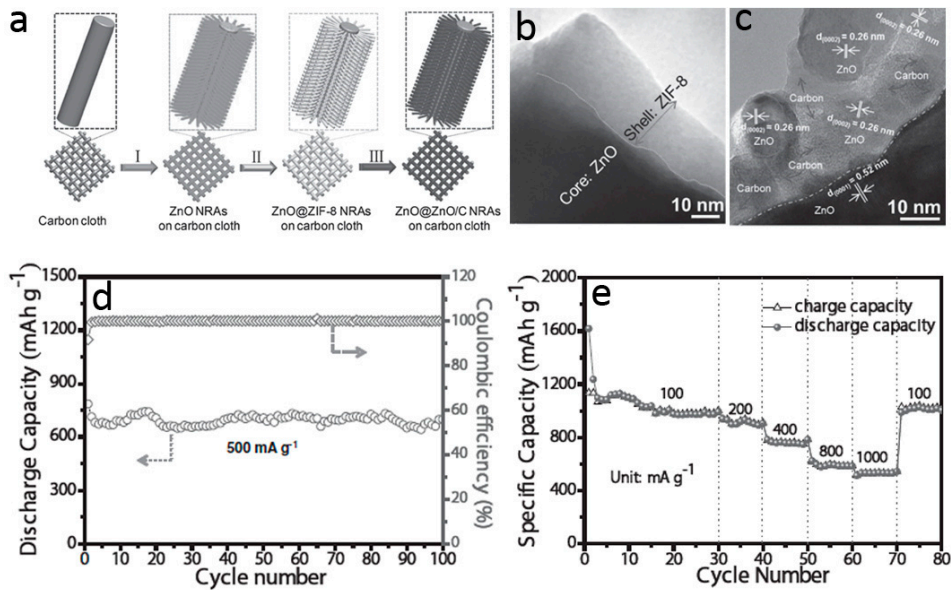 a
I
II
III
Carbon cloth
ZnO NRAs
on carbon cloth
ZnO@ZIF-8 NRAs
on carbon cloth
ZnO@ZnO/C NRAs
on carbon cloth
b
Shell: ZIF-8
Core: ZnO
10 nm
c
d(0002) = 0.26 nm
ZnO
d(0002) = 0.26 nm
Carbon
Carbon
d(0002) = 0.26 nm
d(0002) = 0.26 nm
ZnO
ZnO
Carbon
Carbon
d(0001) = 0.52 nm
ZnO
10 nm
d
Discharge Capacity (mAh g-1)
1500
1200
900
600
300
0
500 mA g-1
120
100
80
60
40
20
0
Coulombic efficiency (%)
0 10 20 30 40 50 60 70 80 90 100
Cycle number
e
Specific Capacity (mAh g-1)
2000
1600
1200
800
400
0
charge capacity
discharge capacity
100
200
400
800
1000
100
Unit: mA g-1
0 10 20 30 40 50 60 70 80
Cycle Number